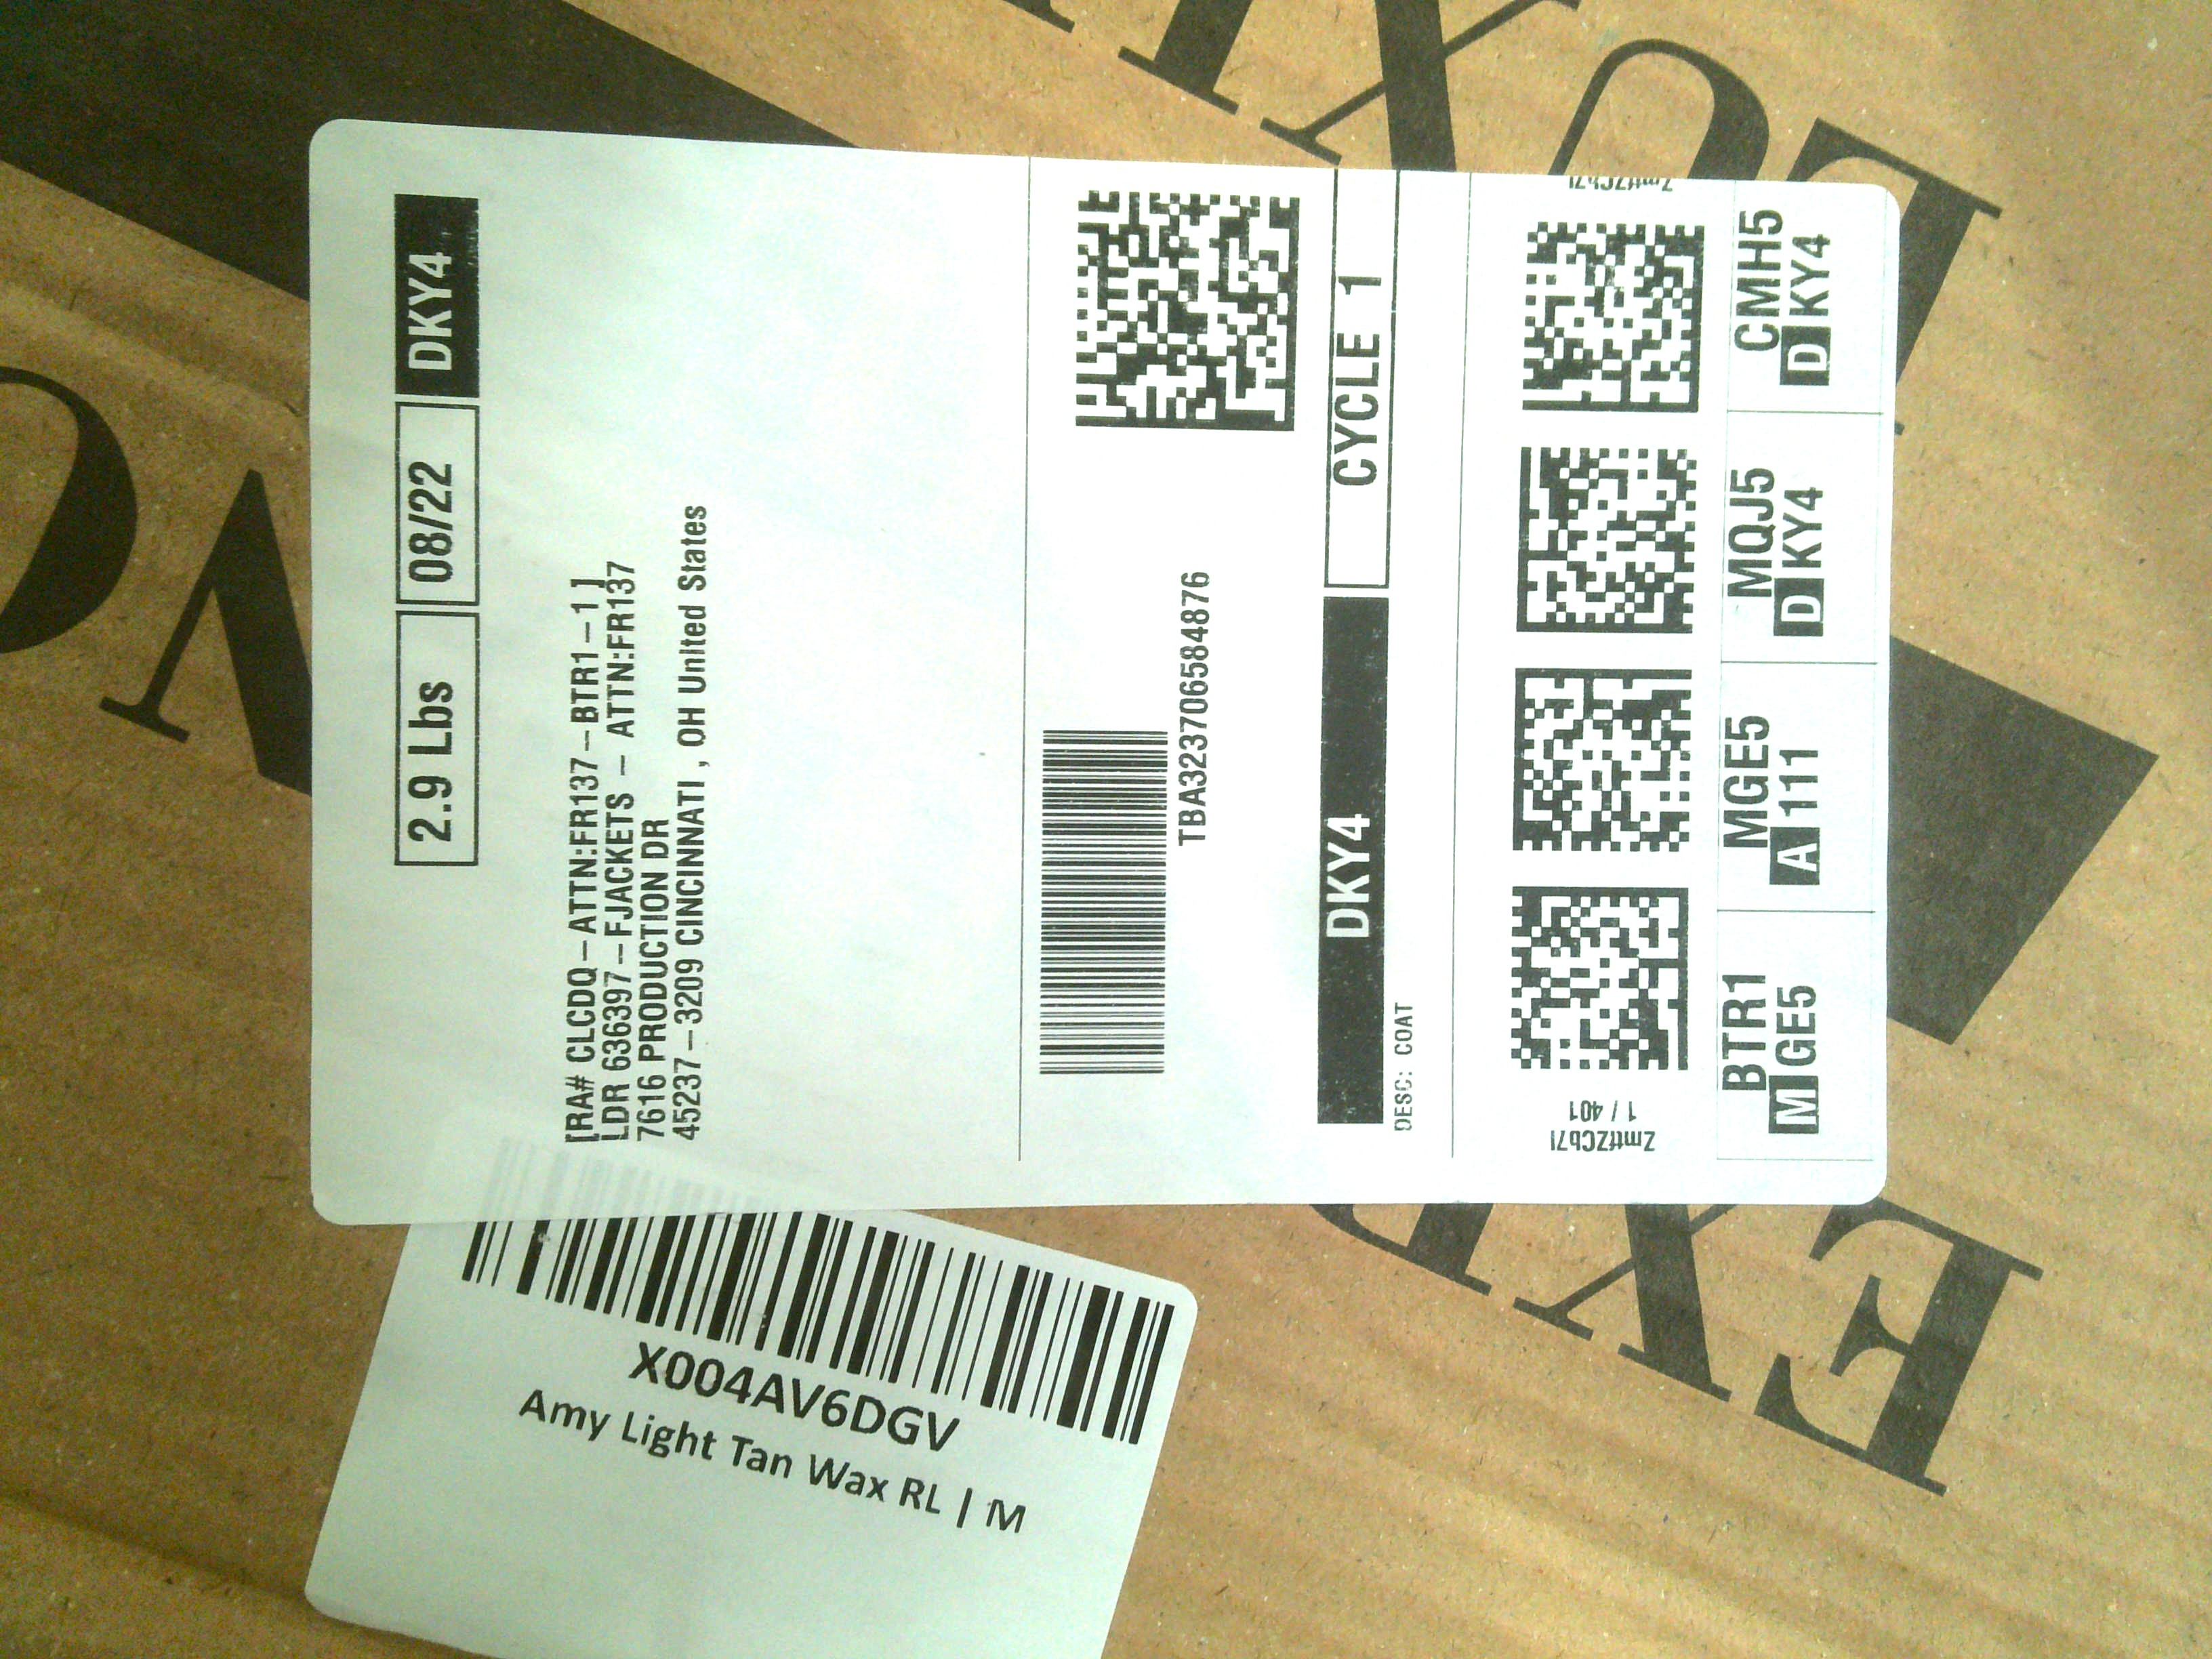 2.9 Lbs
08/22
DKY4
[RA# CLCDQ-ATTN:FR137-BTR1-1]
LDR 636397-FJACKETS - ATTN:FR137
7616 PRODUCTION DR
45237-3209 CINCINNATI , OH United States
TBA323706584876
DKY4
CYCLE 1
DESC: COAT
1 / 401
BTR1
M GE5
MGE5
A 111
MQJ5
D KY4
CMH5
D KY4
X004AV6DGV
Amy Light Tan Wax RL | M